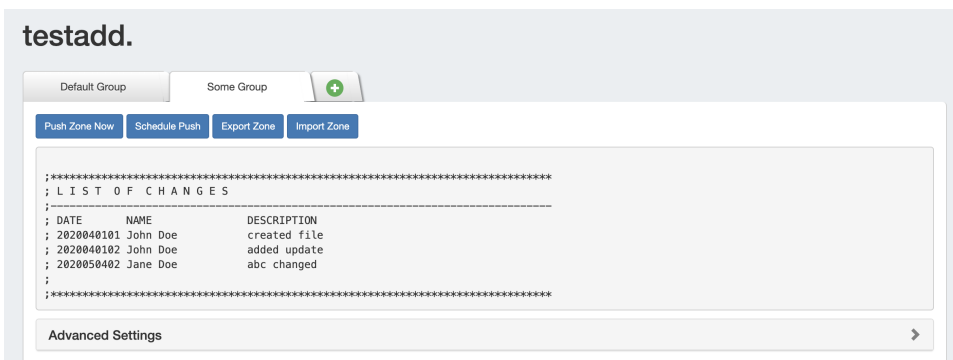 testadd.
Default Group
Some Group
Push Zone Now
Schedule Push
Export Zone
Import Zone
;******************************************************************************
; L I S T   O F   C H A N G E S
;------------------------------------------------------------------------------
; DATE       NAME               DESCRIPTION
; 2020040101 John Doe           created file
; 2020040102 John Doe           added update
; 2020050402 Jane Doe           abc changed
;
;******************************************************************************
Advanced Settings